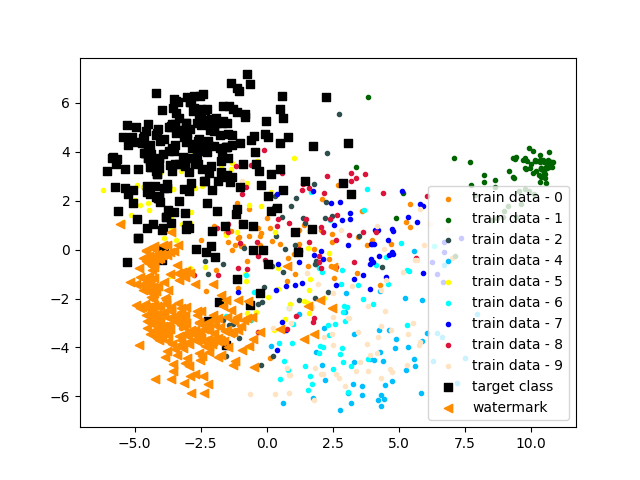 6
4
2
0
−2
−4
−6
−5.0 −2.5 0.0 2.5 5.0 7.5 10.0
train data - 0
train data - 1
train data - 2
train data - 4
train data - 5
train data - 6
train data - 7
train data - 8
train data - 9
target class
watermark